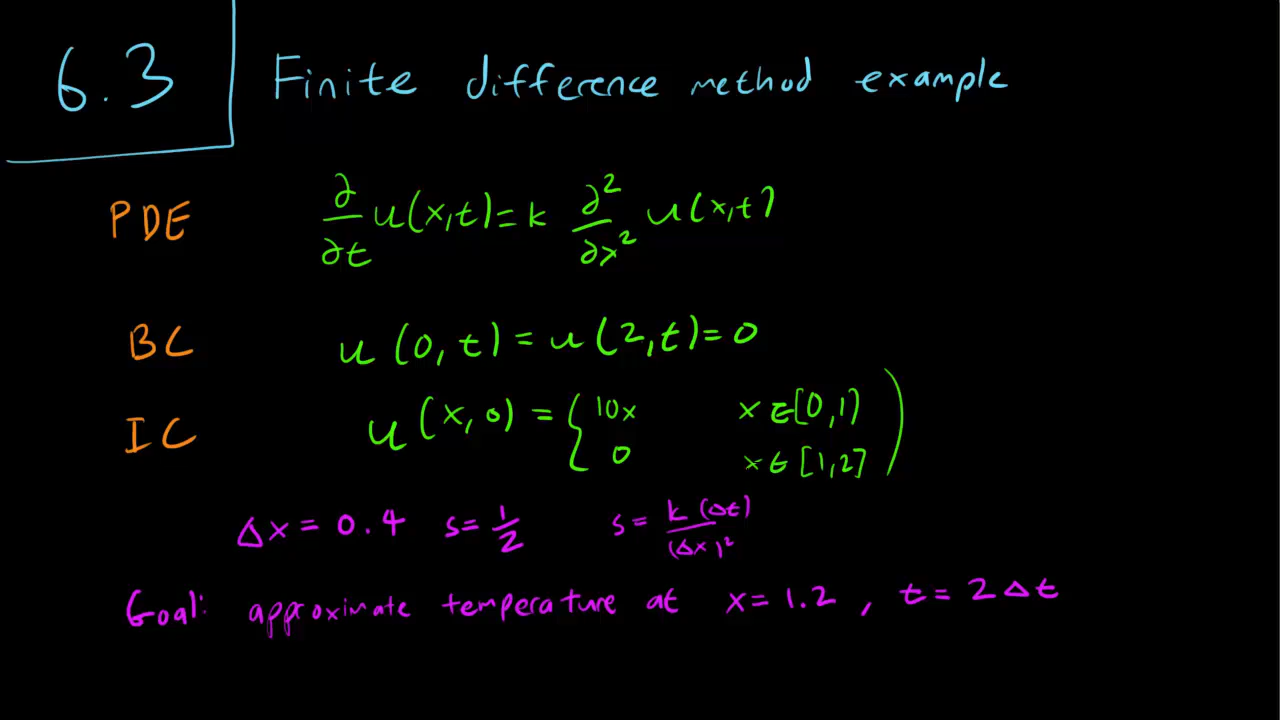 6.3 Finite difference method example
PDE ∂/∂t u(x,t) = k ∂²/∂x² u(x,t)
BC u(0,t) = u(2,t) = 0
IC u(x,0) = { 10x x ∈ [0,1)
0 x ∈ [1,2] )
Δx = 0.4 s = 1/2 s = k(Δt)/(Δx)²
Goal: approximate temperature at x = 1.2, t = 2Δt